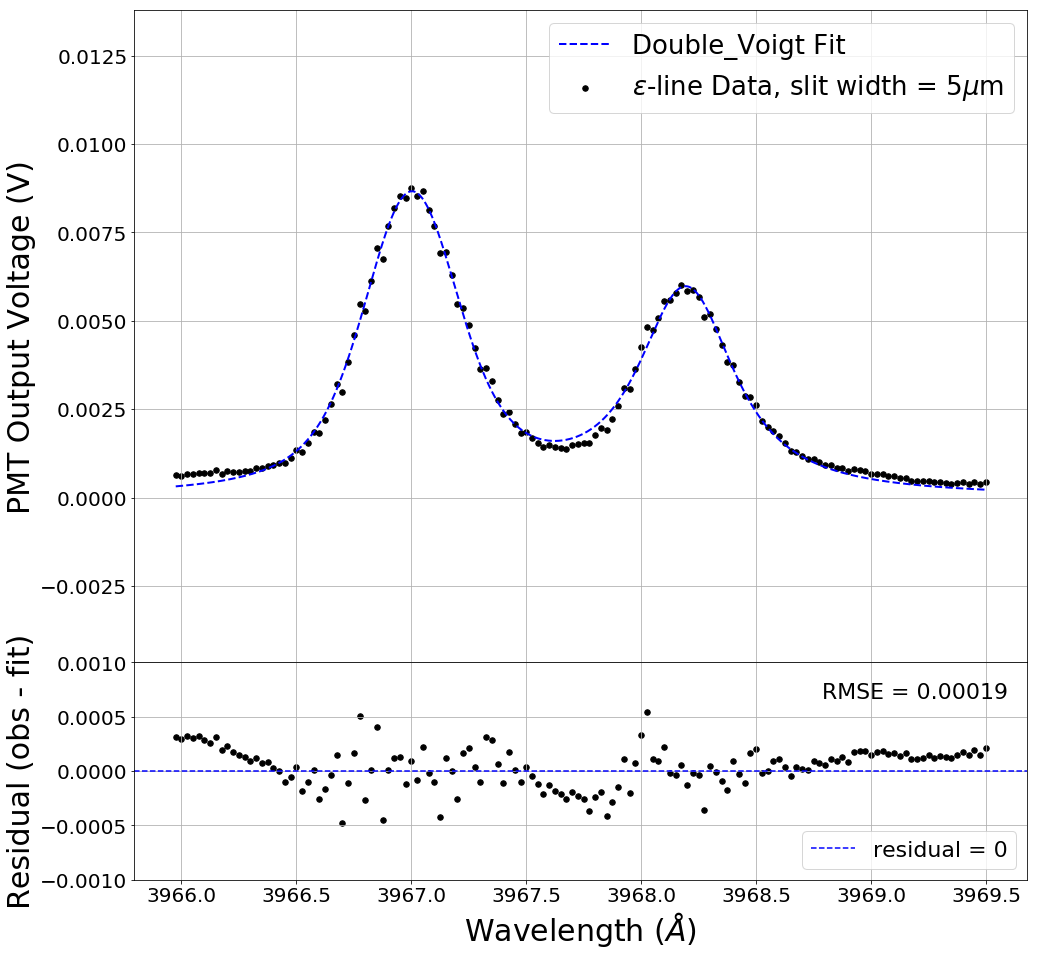 Double_Voigt Fit
ε-line Data, slit width = 5μm
PMT Output Voltage (V)
0.0125
0.0100
0.0075
0.0050
0.0025
0.0000
−0.0025
Residual (obs - fit)
0.0010
0.0005
0.0000
−0.0005
−0.0010
RMSE = 0.00019
residual = 0
3966.0 3966.5 3967.0 3967.5 3968.0 3968.5 3969.0 3969.5
Wavelength (Å)